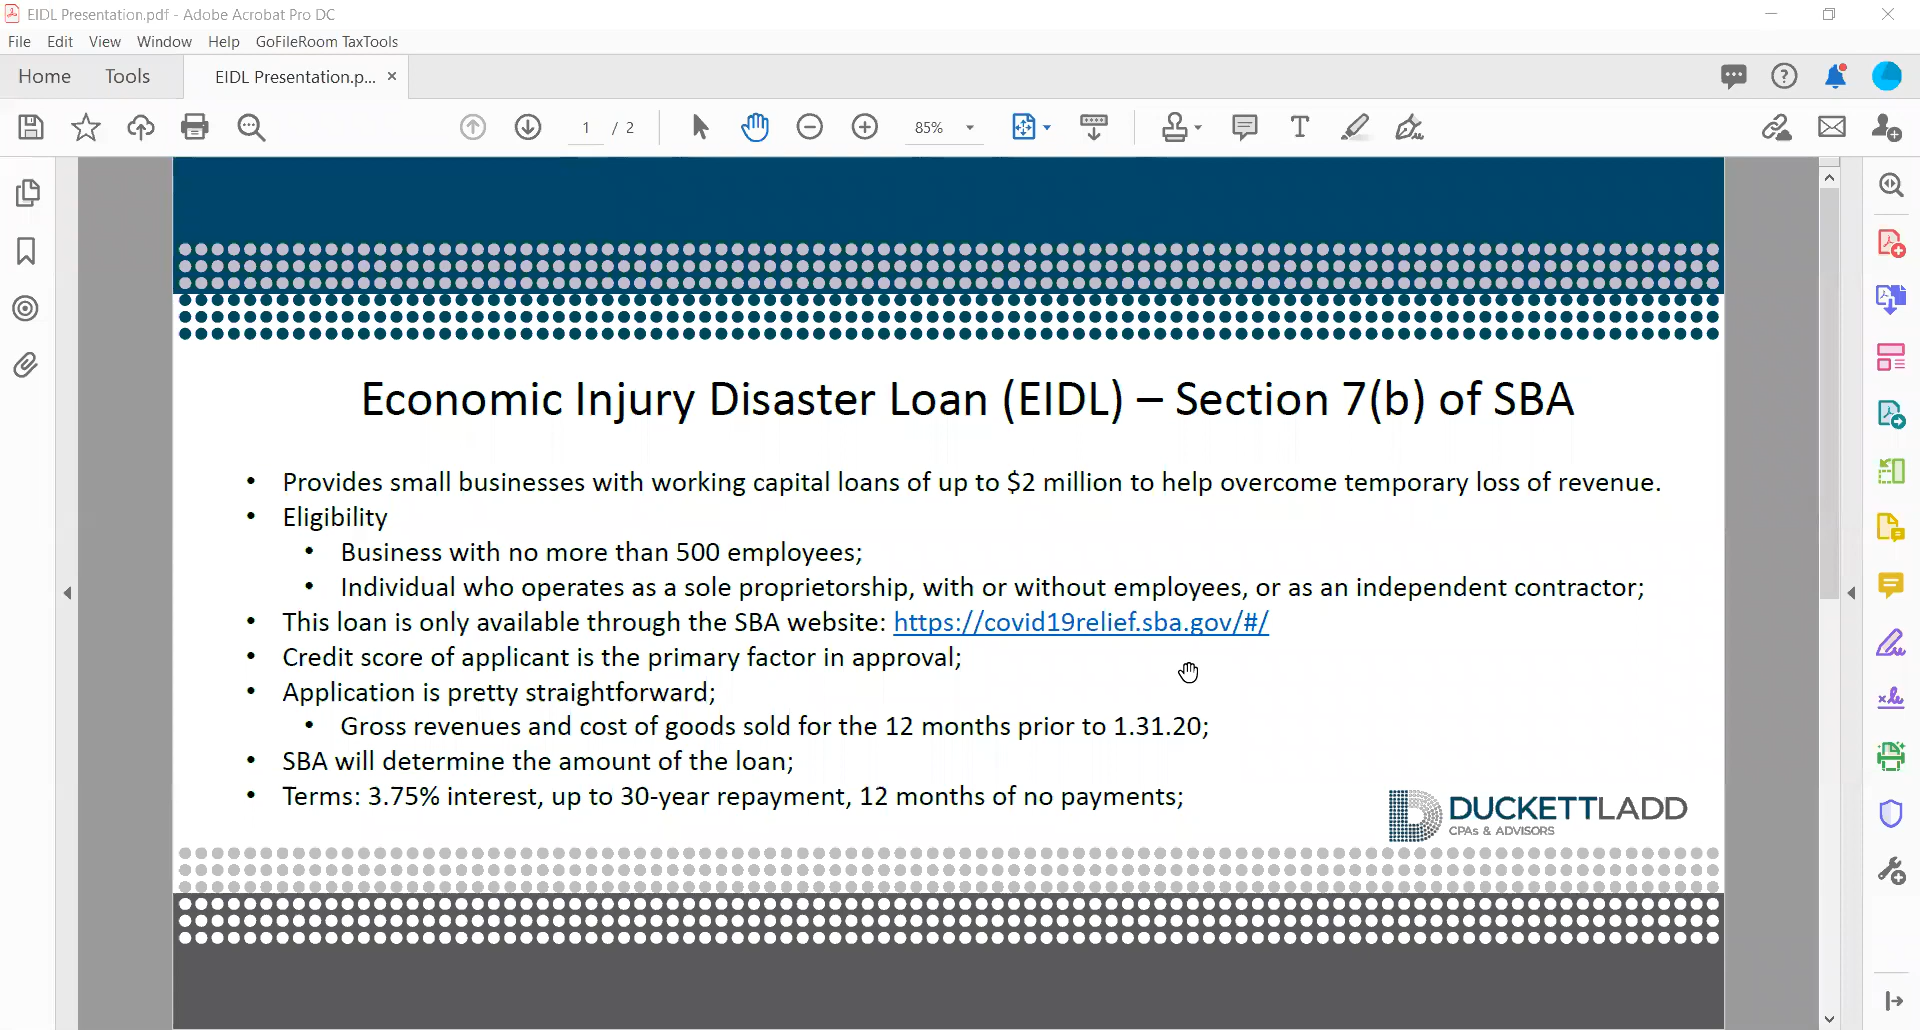 EIDL Presentation.pdf - Adobe Acrobat Pro DC
File Edit View Window Help GoFileRoom TaxTools
Home Tools EIDL Presentation.p... ×
1 / 2 85%
Economic Injury Disaster Loan (EIDL) – Section 7(b) of SBA
• Provides small businesses with working capital loans of up to $2 million to help overcome temporary loss of revenue.
• Eligibility
• Business with no more than 500 employees;
• Individual who operates as a sole proprietorship, with or without employees, or as an independent contractor;
• This loan is only available through the SBA website: https://covid19relief.sba.gov/#/
• Credit score of applicant is the primary factor in approval;
• Application is pretty straightforward;
• Gross revenues and cost of goods sold for the 12 months prior to 1.31.20;
• SBA will determine the amount of the loan;
• Terms: 3.75% interest, up to 30-year repayment, 12 months of no payments;
DUCKETTLADD
CPAs & ADVISORS